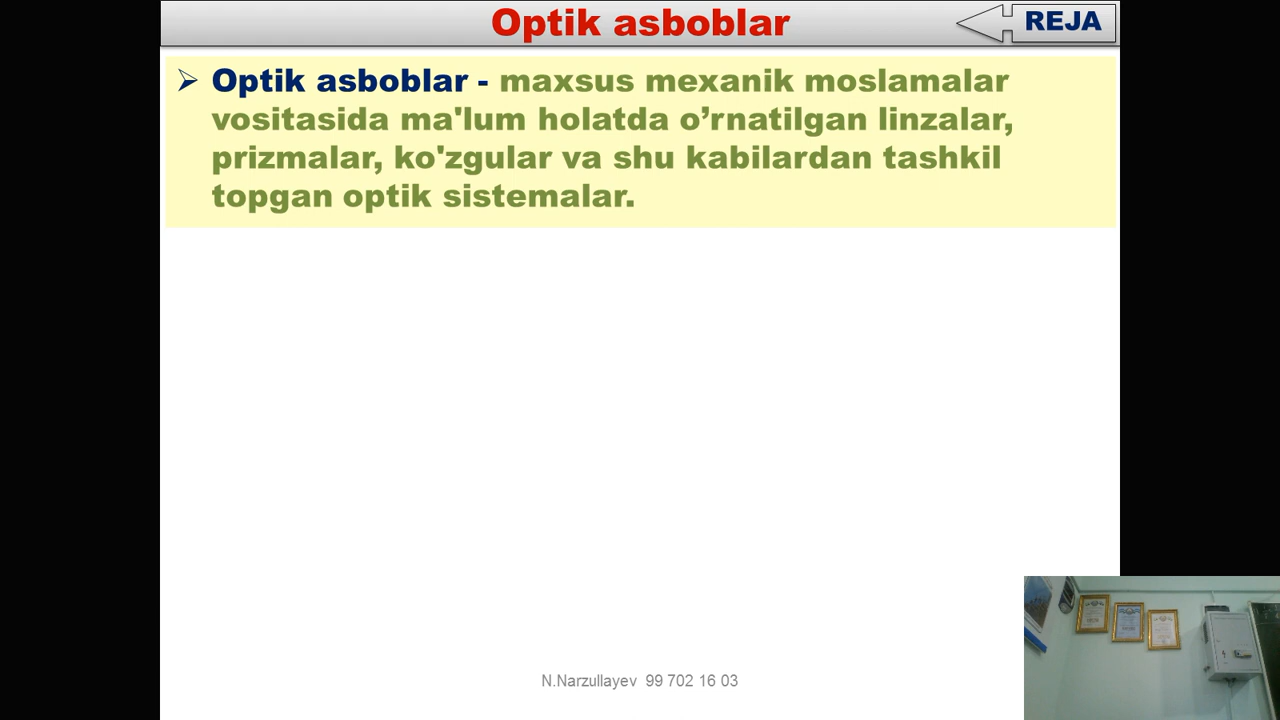 Optik asboblar
REJA
➢ Optik asboblar - maxsus mexanik moslamalar
vositasida ma'lum holatda o’rnatilgan linzalar,
prizmalar, ko'zgular va shu kabilardan tashkil
topgan optik sistemalar.
N.Narzullayev 99 702 16 03